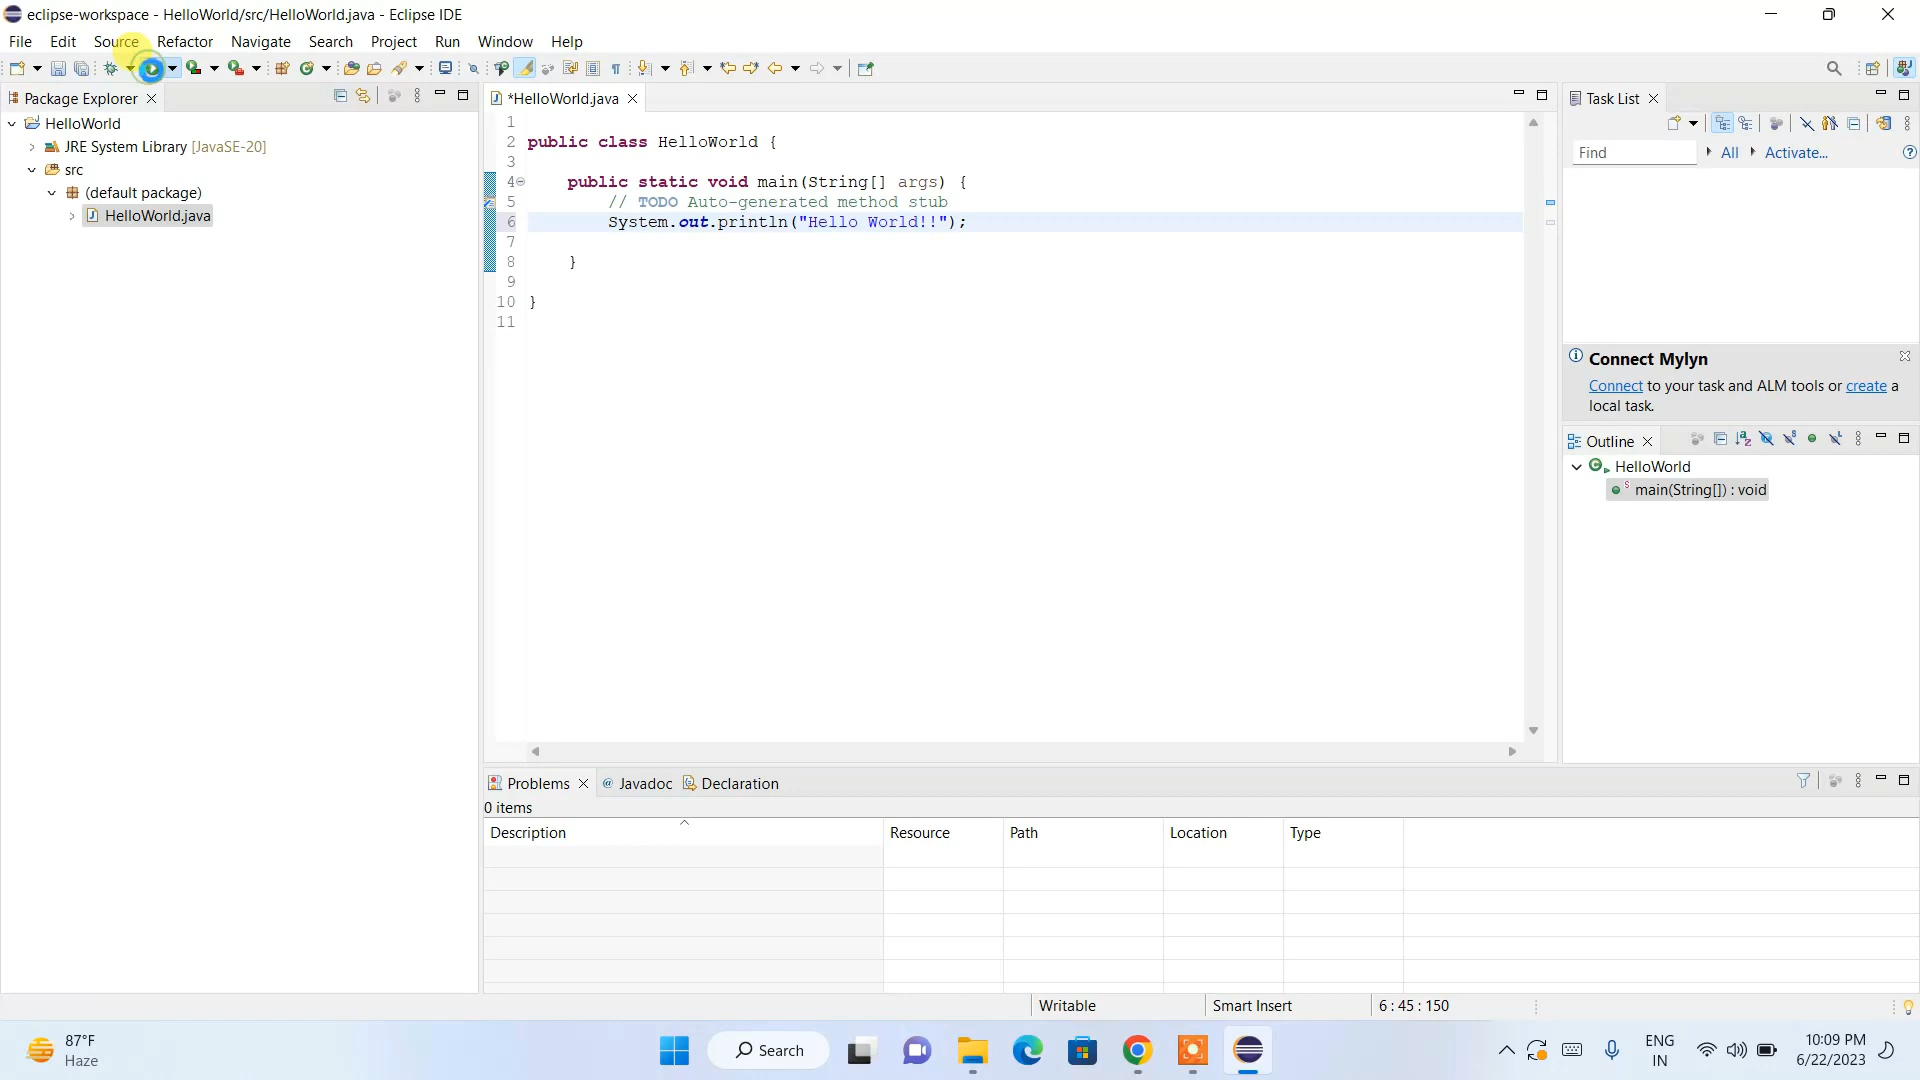 eclipse-workspace - HelloWorld/src/HelloWorld.java - Eclipse IDE
File Edit Source Refactor Navigate Search Project Run Window Help
Package Explorer
HelloWorld
JRE System Library [JavaSE-20]
src
(default package)
HelloWorld.java
*HelloWorld.java
1
2 public class HelloWorld {
3
4 public static void main(String[] args) {
5 // TODO Auto-generated method stub
6 System.out.println("Hello World!!");
7
8 }
9
10 }
11
Task List
Find All Activate...
Connect Mylyn
Connect to your task and ALM tools or create a
local task.
Outline
HelloWorld
main(String[]) : void
Problems @ Javadoc Declaration
0 items
Description Resource Path Location Type
Writable Smart Insert 6 : 45 : 150
87°F
Haze
Search
ENG
IN
10:09 PM
6/22/2023